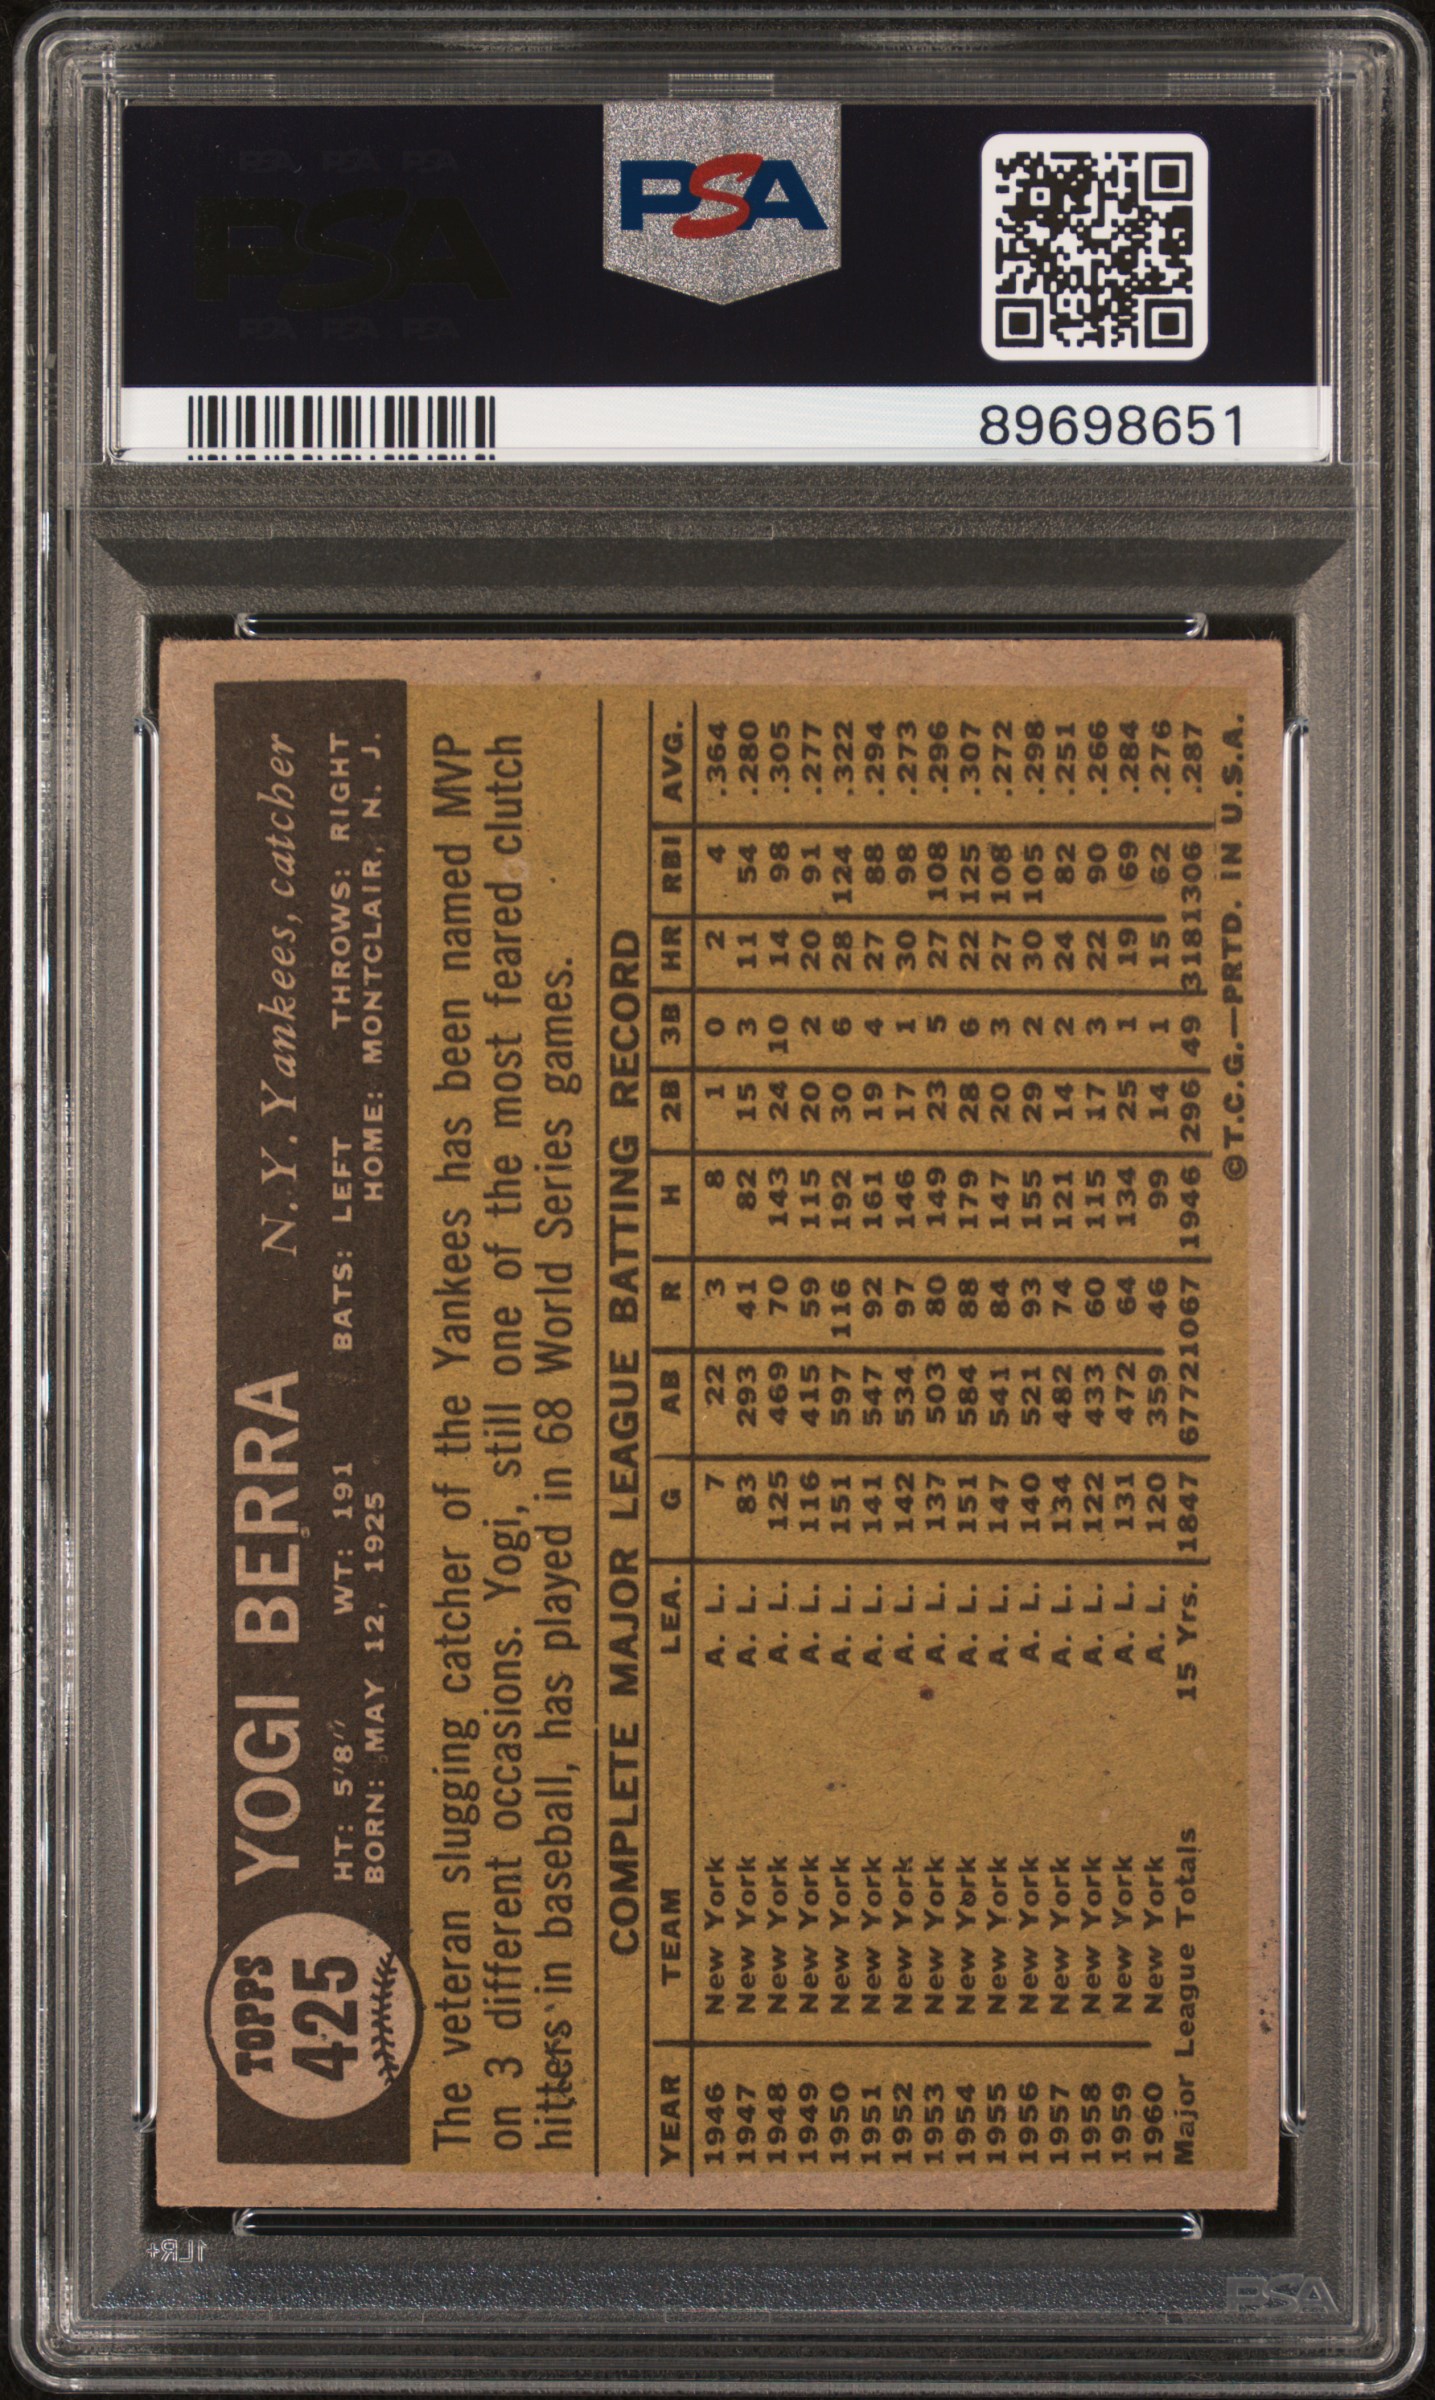 PSA PSA PSA
PSA
PSA PSA PSA
PSA
89698651
TOPPS
425
YOGI BERRA N.Y. Yankees, catcher
HT: 5'8" WT: 191 BATS: LEFT THROWS: RIGHT
BORN: MAY 12, 1925 HOME: MONTCLAIR, N. J.
The veteran slugging catcher of the Yankees has been named MVP
on 3 different occasions. Yogi, still one of the most feared clutch
hitters in baseball, has played in 68 World Series games.
COMPLETE MAJOR LEAGUE BATTING RECORD
YEAR TEAM LEA. G AB R H 2B 3B HR RBI AVG.
1946 New York A. L. 7 22 3 8 1 0 2 4 .364
1947 New York A. L. 83 293 41 82 15 3 11 54 .280
1948 New York A. L. 125 469 70 143 24 10 14 98 .305
1949 New York A. L. 116 415 59 115 20 2 20 91 .277
1950 New York A. L. 151 597 116 192 30 6 28 124 .322
1951 New York A. L. 141 547 92 161 19 4 27 88 .294
1952 New York A. L. 142 534 97 146 17 1 30 98 .273
1953 New York A. L. 137 503 80 149 23 5 27 108 .296
1954 New York A. L. 151 584 88 179 28 6 22 125 .307
1955 New York A. L. 147 541 84 147 20 3 27 108 .272
1956 New York A. L. 140 521 93 155 29 2 30 105 .298
1957 New York A. L. 134 482 74 121 14 2 24 82 .251
1958 New York A. L. 122 433 60 115 17 3 22 90 .266
1959 New York A. L. 131 472 64 134 25 1 19 69 .284
1960 New York A. L. 120 359 46 99 14 1 15 62 .276
Major League Totals 15 Yrs. 1847 6772 1067 1946 296 49 318 1306 .287
©T.C.G.—PRTD. IN U.S.A.
1LR+
PSA